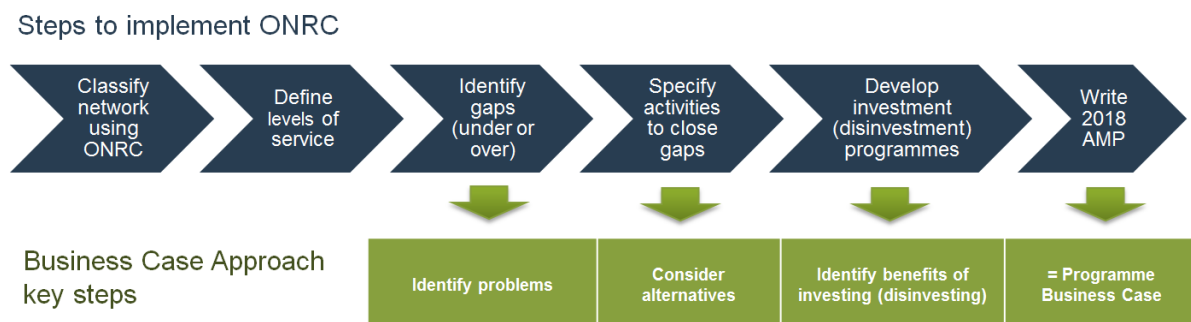 Steps to implement ONRC
Classify
network
using
ONRC
Define
levels of
service
Identify
gaps
(under or
over)
Specify
activities
to close
gaps
Develop
investment
(disinvestment)
programmes
Write
2018
AMP
Business Case Approach
key steps
Identify problems
Consider
alternatives
Identify benefits of
investing (disinvesting)
= Programme
Business Case